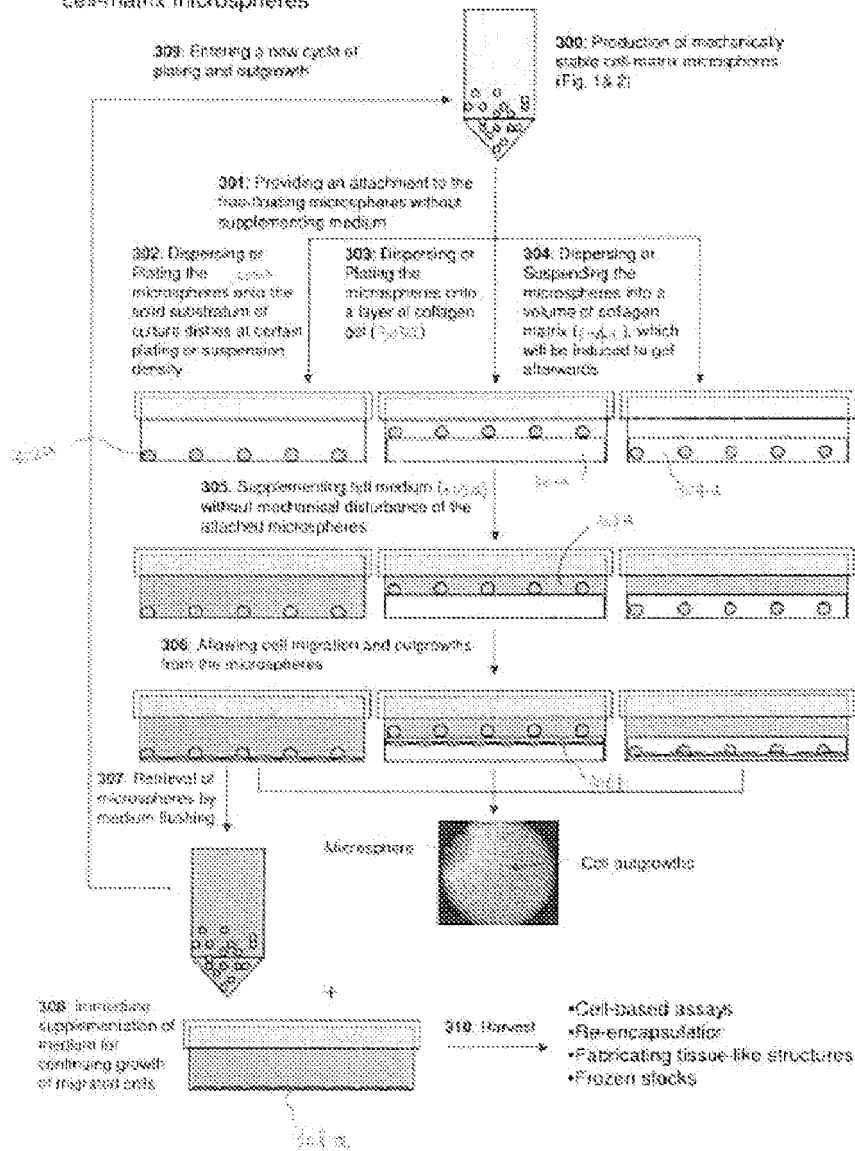 cell-matrix microspheres
309: Entering a new cycle of
plating and outgrowth
300: Production of mechanically
stable cell-matrix microspheres
(Fig. 1& 2)
301: Providing an attachment to the
free-floating microspheres without
supplementing medium
302: Dispersing or
Plating the
microspheres onto the
solid substratum of
culture dishes at certain
plating or suspension
density
303: Dispersing or
Plating the
microspheres onto
a layer of collagen
gel
304: Dispersing or
Suspending the
microspheres into a
volume of collagen
matrix, which
will be induced to gel
afterwards
305: Supplementing full medium
without mechanical disturbance of the
attached microspheres
306: Allowing cell migration and outgrowths
from the microspheres
307: Retrieval of
microspheres by
medium flushing
Microsphere
Cell outgrowths
308: Immediate
supplementation of
medium for
continuing growth
of migrated cells
+
310: Harvest
•Cell-based assays
•Re-encapsulation
•Fabricating tissue-like structures
•Frozen stocks